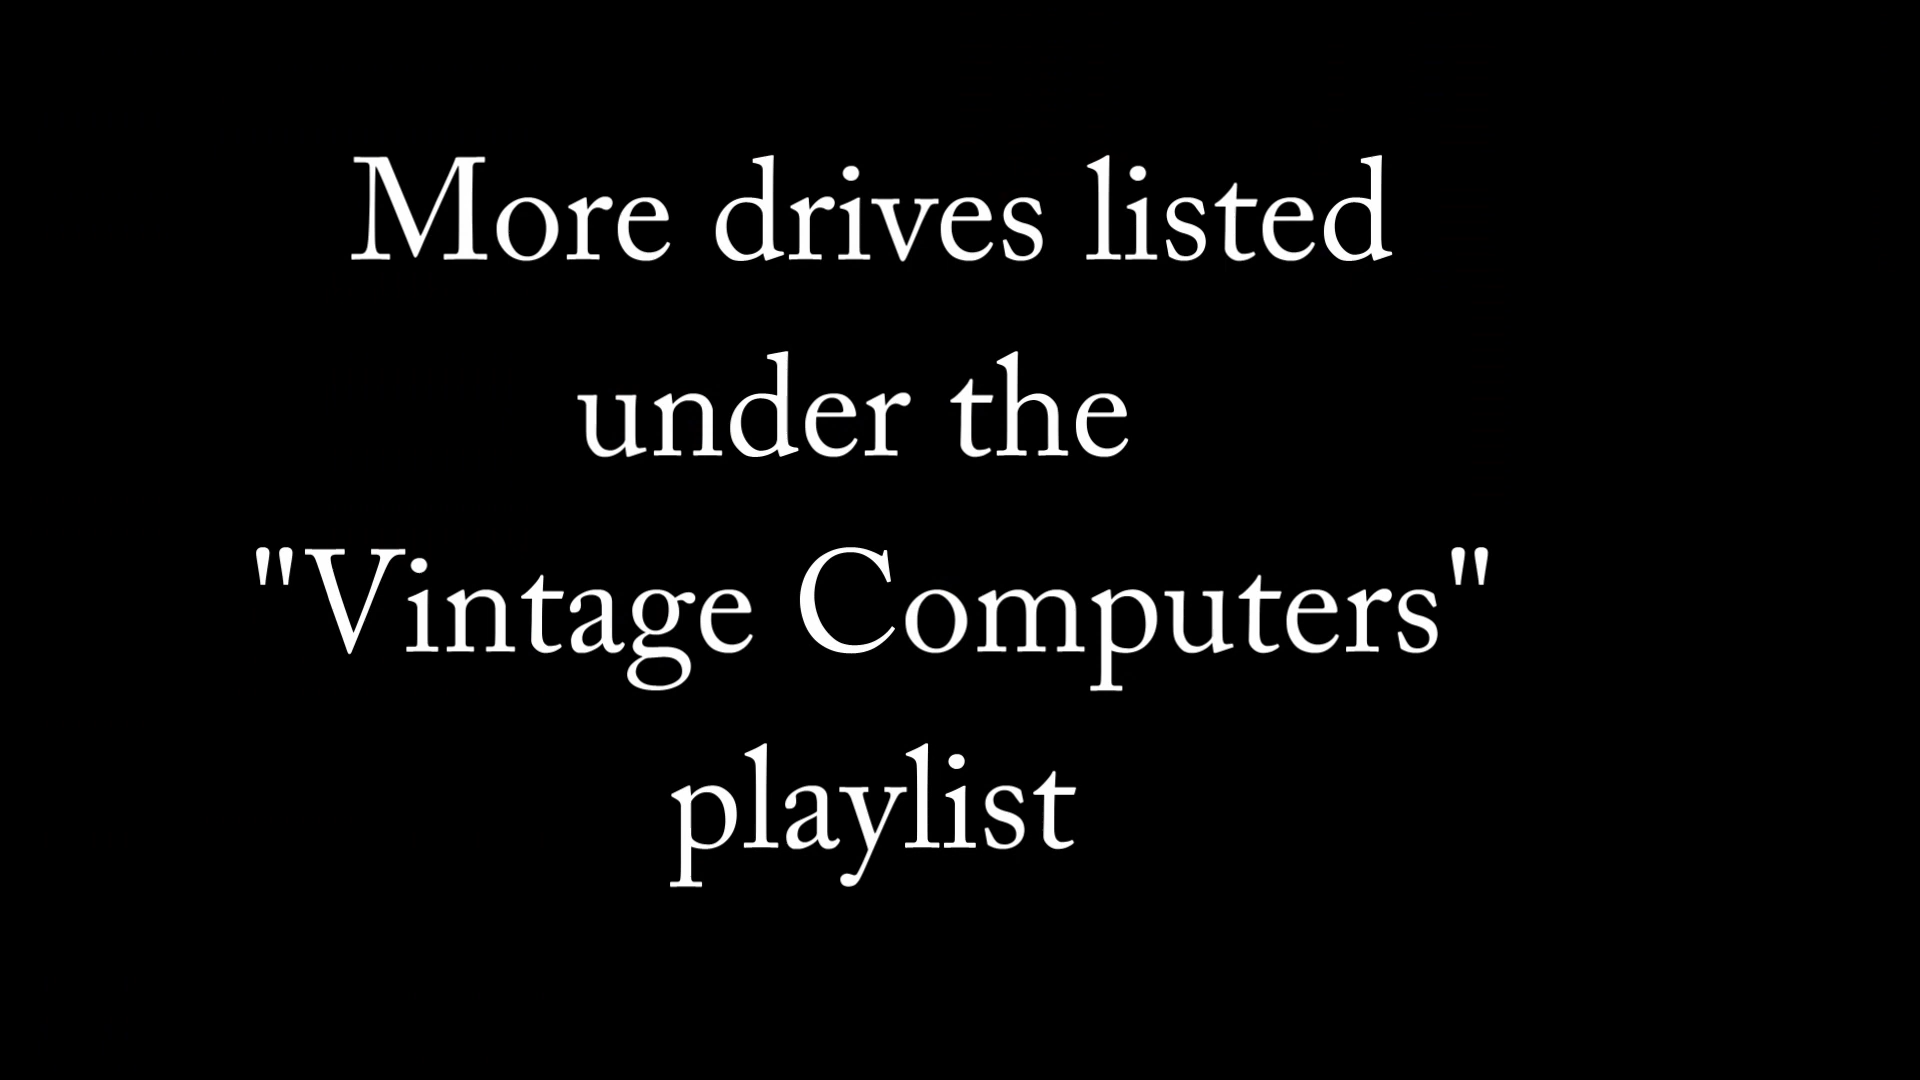 More drives listed
under the
"Vintage Computers"
playlist